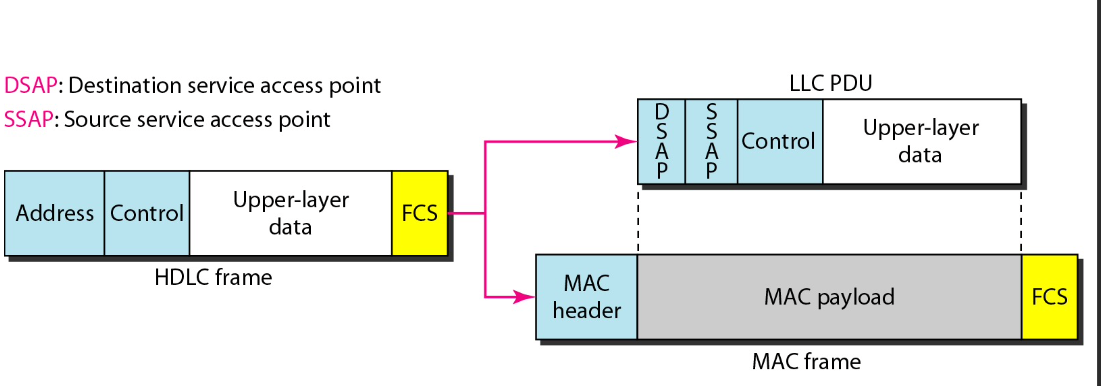 DSAP: Destination service access point
SSAP: Source service access point
LLC PDU
DSAP
SSAP
Control
Upper-layer
data
Address
Control
Upper-layer
data
FCS
HDLC frame
MAC
header
MAC payload
FCS
MAC frame